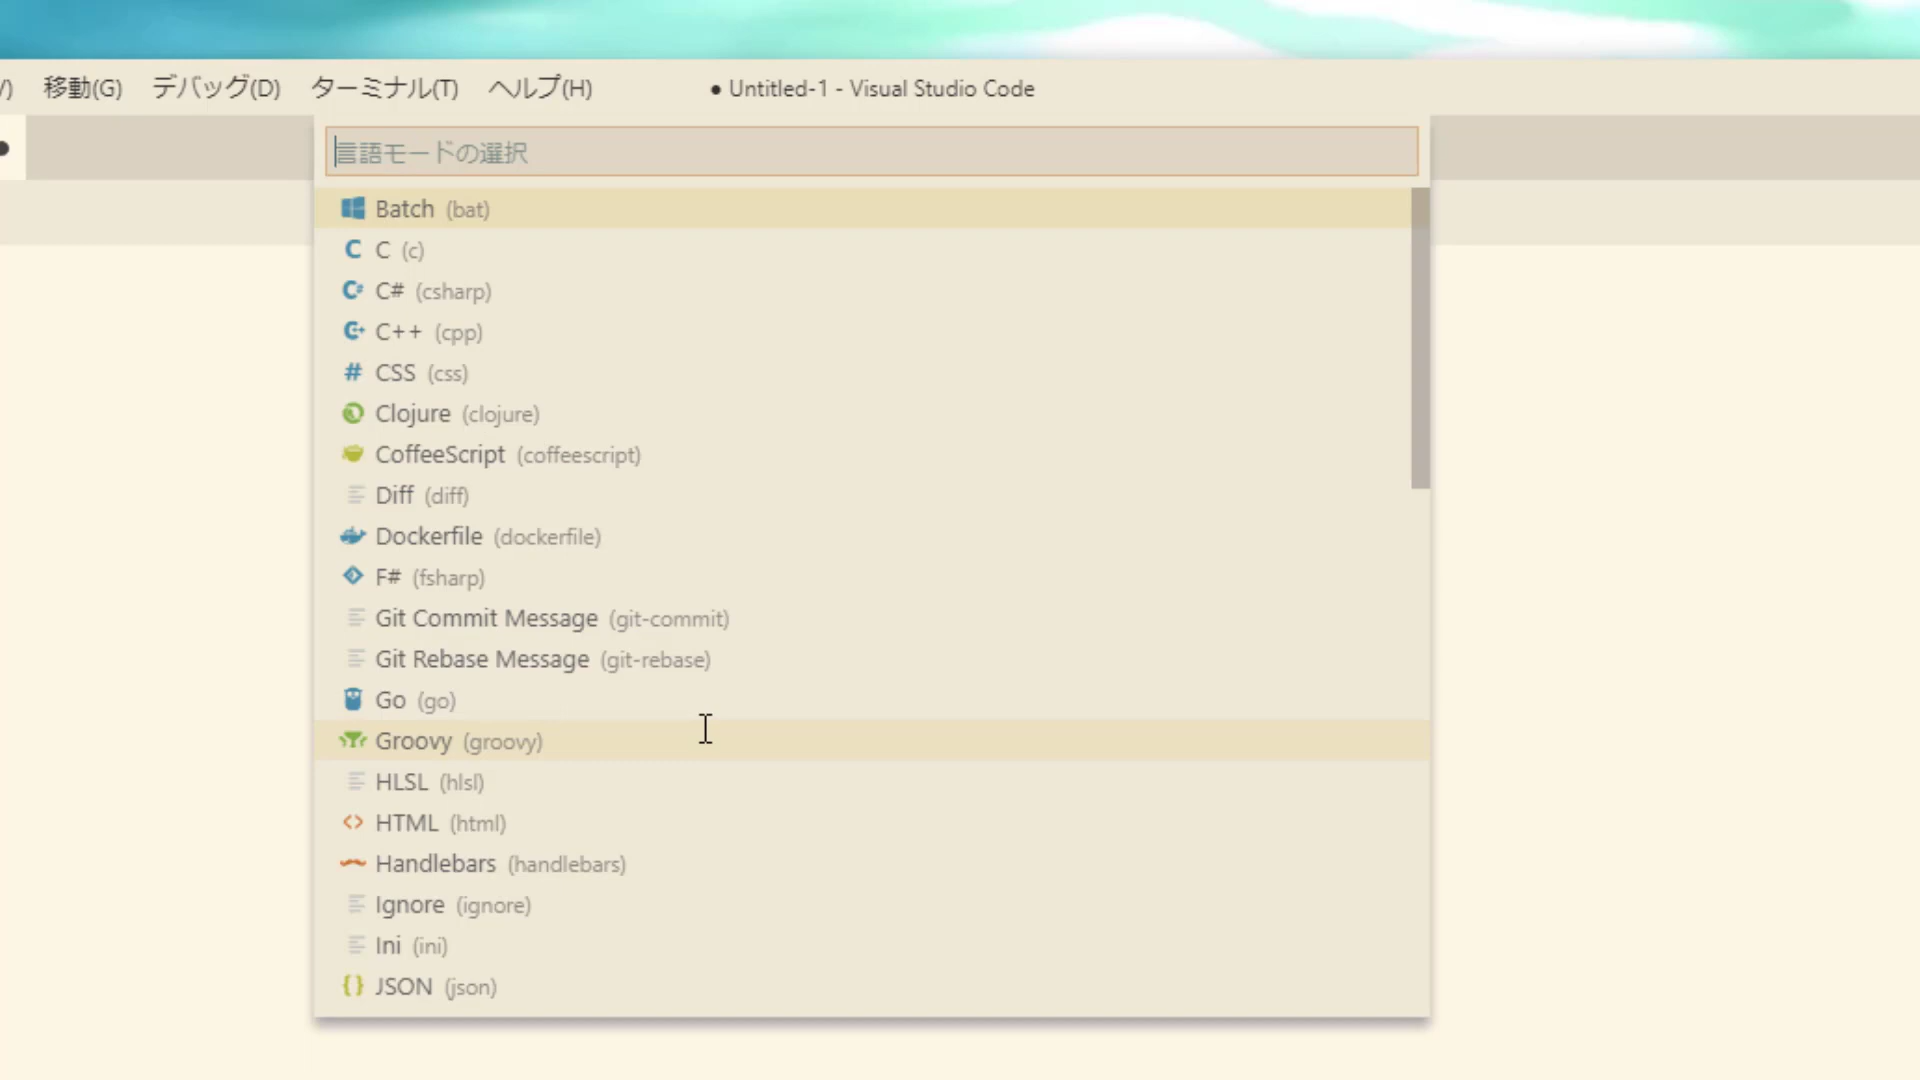 移動(G) デバッグ(D) ターミナル(T) ヘルプ(H) ● Untitled-1 - Visual Studio Code
言語モードの選択
Batch (bat)
C (c)
C# (csharp)
C++ (cpp)
CSS (css)
Clojure (clojure)
CoffeeScript (coffeescript)
Diff (diff)
Dockerfile (dockerfile)
F# (fsharp)
Git Commit Message (git-commit)
Git Rebase Message (git-rebase)
Go (go)
Groovy (groovy)
HLSL (hlsl)
HTML (html)
Handlebars (handlebars)
Ignore (ignore)
Ini (ini)
JSON (json)